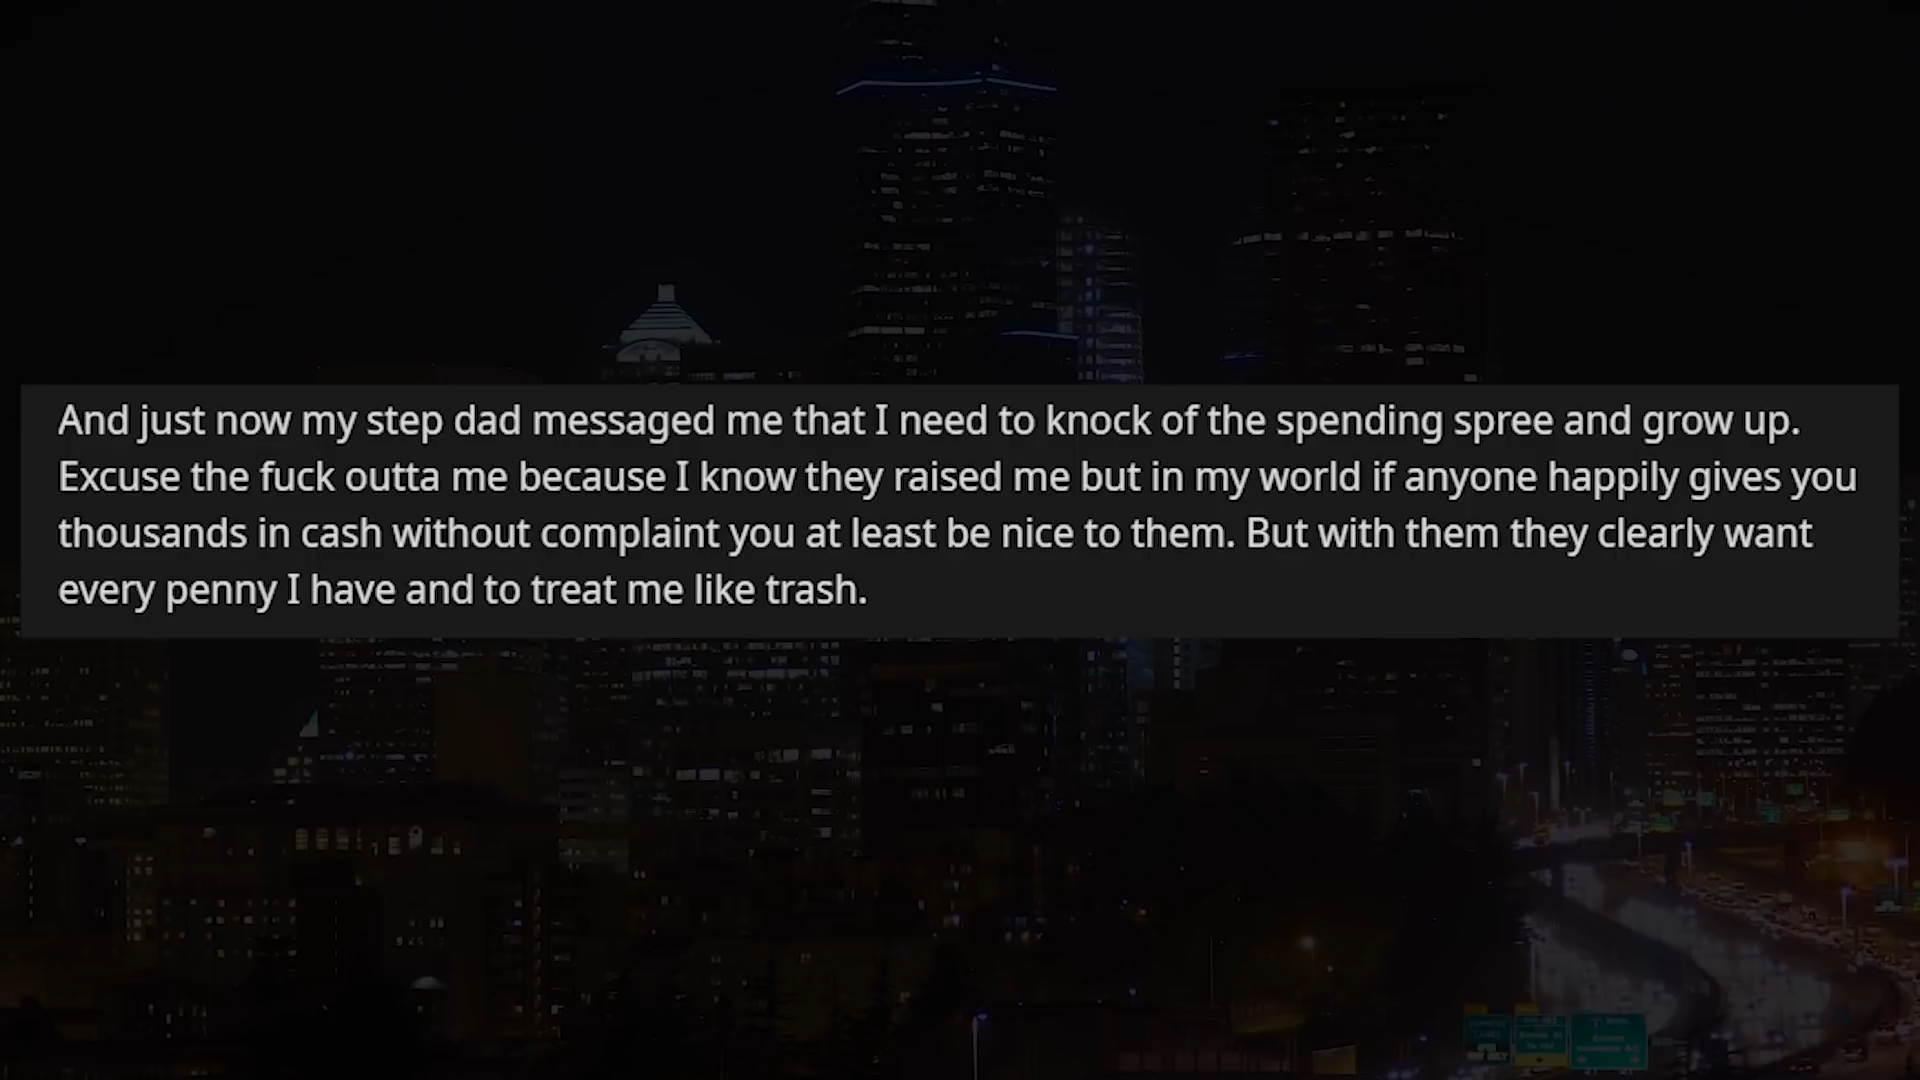 And just now my step dad messaged me that I need to knock of the spending spree and grow up.
Excuse the fuck outta me because I know they raised me but in my world if anyone happily gives you
thousands in cash without complaint you at least be nice to them. But with them they clearly want
every penny I have and to treat me like trash.